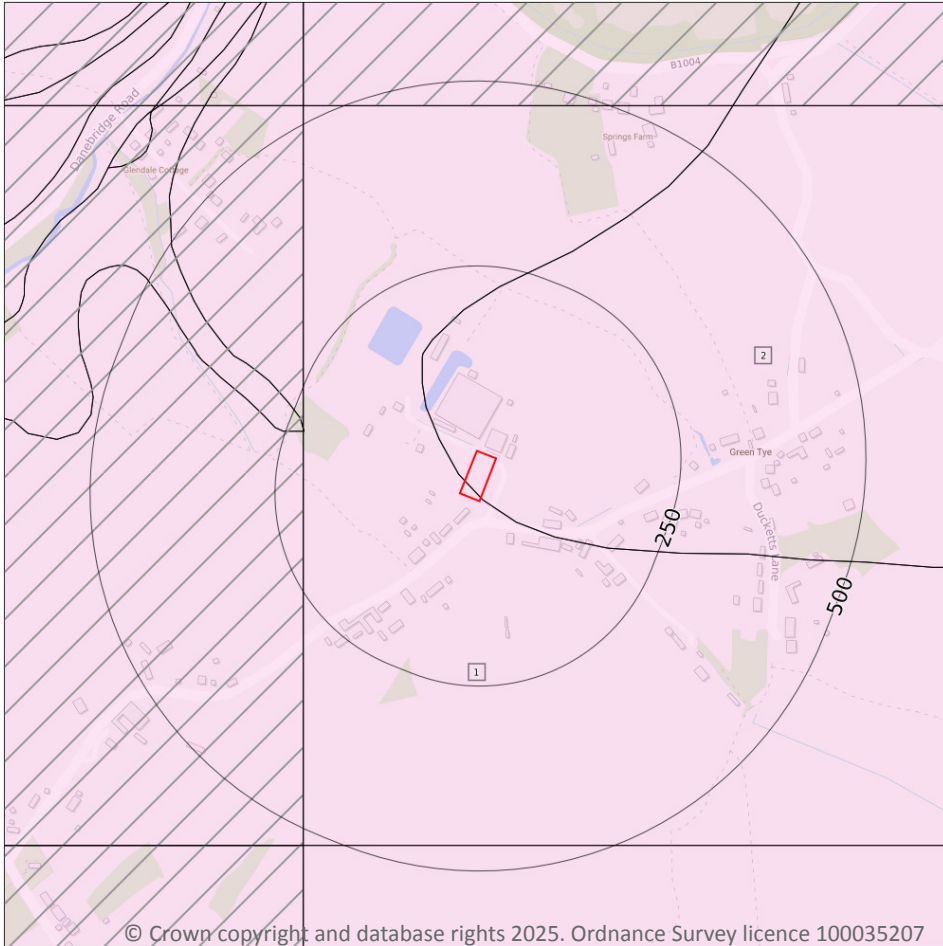 B1004
Danebridge Road
Springs Farm
Glendale Cottage
2
Green Tye
250
Ducketts Lane
500
1
© Crown copyright and database rights 2025. Ordnance Survey licence 100035207